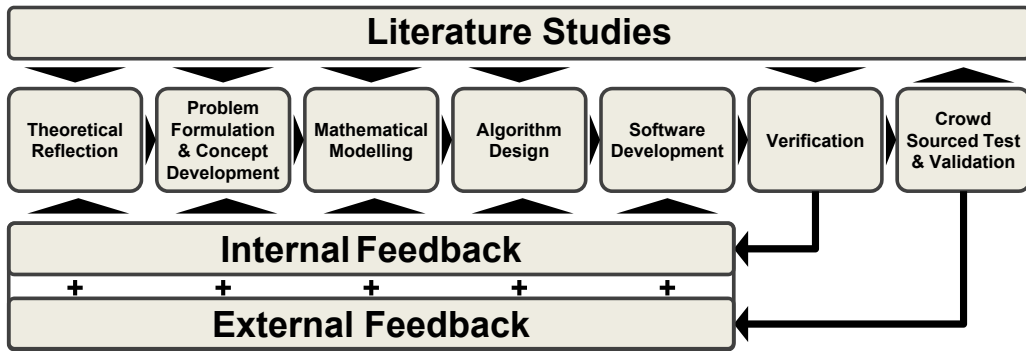 Literature Studies
Theoretical
Reflection
Problem
Formulation
& Concept
Development
Mathematical
Modelling
Algorithm
Design
Software
Development
Verification
Crowd
Sourced Test
& Validation
Internal Feedback
+ + + + +
External Feedback